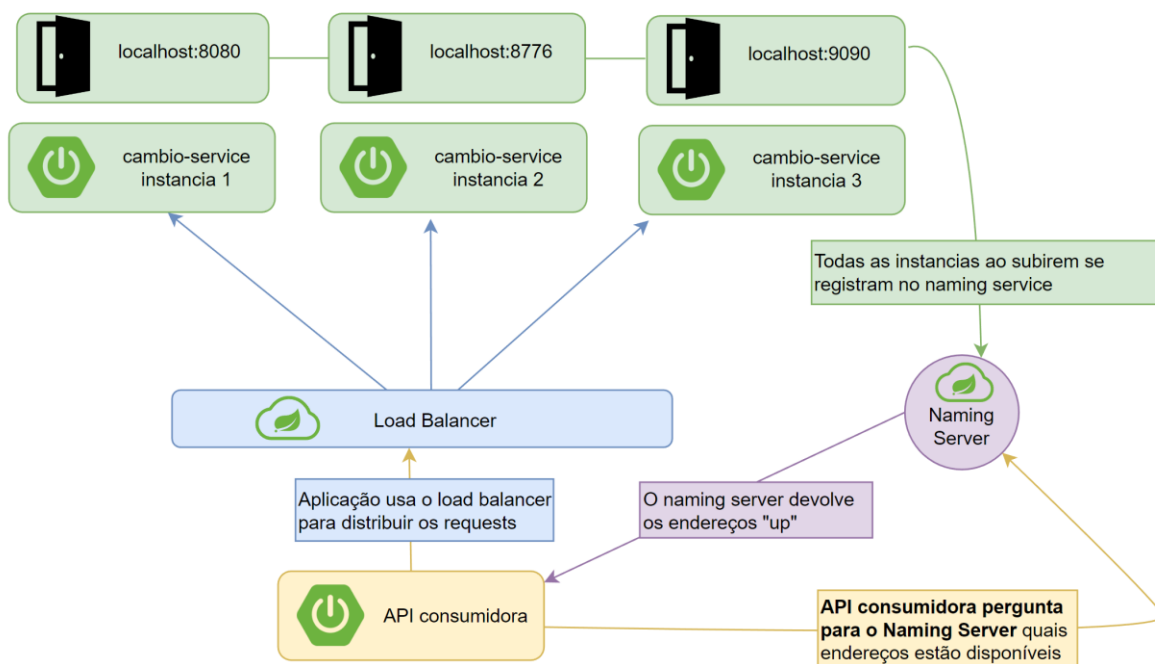 localhost:8080
localhost:8776
localhost:9090
cambio-service
instancia 1
cambio-service
instancia 2
cambio-service
instancia 3
Todas as instancias ao subirem se
registram no naming service
Naming
Server
Load Balancer
Aplicação usa o load balancer
para distribuir os requests
O naming server devolve
os endereços "up"
API consumidora
API consumidora pergunta
para o Naming Server quais
endereços estão disponíveis